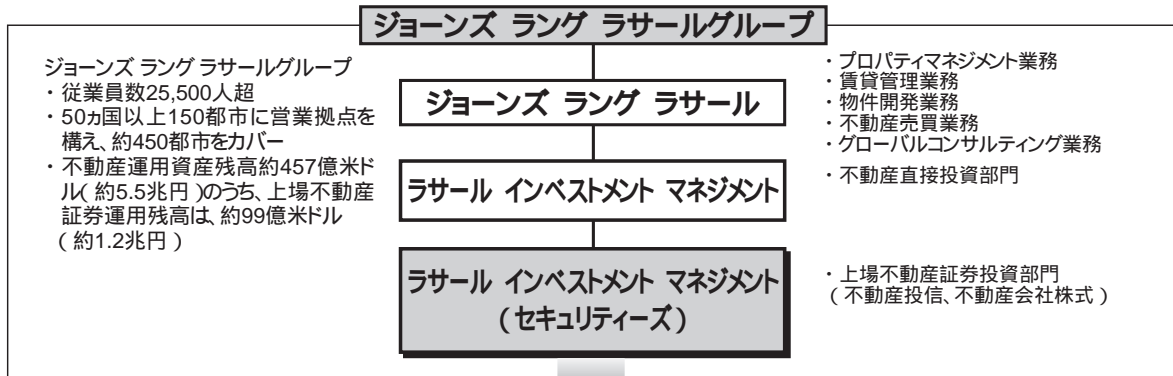 ジョーンズ ラング ラサールグループ
ジョーンズ ラング ラサールグループ
・従業員数25,500人超
・50ヵ国以上150都市に営業拠点を
構え、約450都市をカバー
・不動産運用資産残高約457億米ド
ル(約5.5兆円)のうち、上場不動産
証券運用残高は、約99億米ドル
(約1.2兆円)
ジョーンズ ラング ラサール
・プロパティマネジメント業務
・賃貸管理業務
・物件開発業務
・不動産売買業務
・グローバルコンサルティング業務
ラサール インベストメント マネジメント
・不動産直接投資部門
ラサール インベストメント マネジメント
(セキュリティーズ)
・上場不動産証券投資部門
(不動産投信、不動産会社株式)